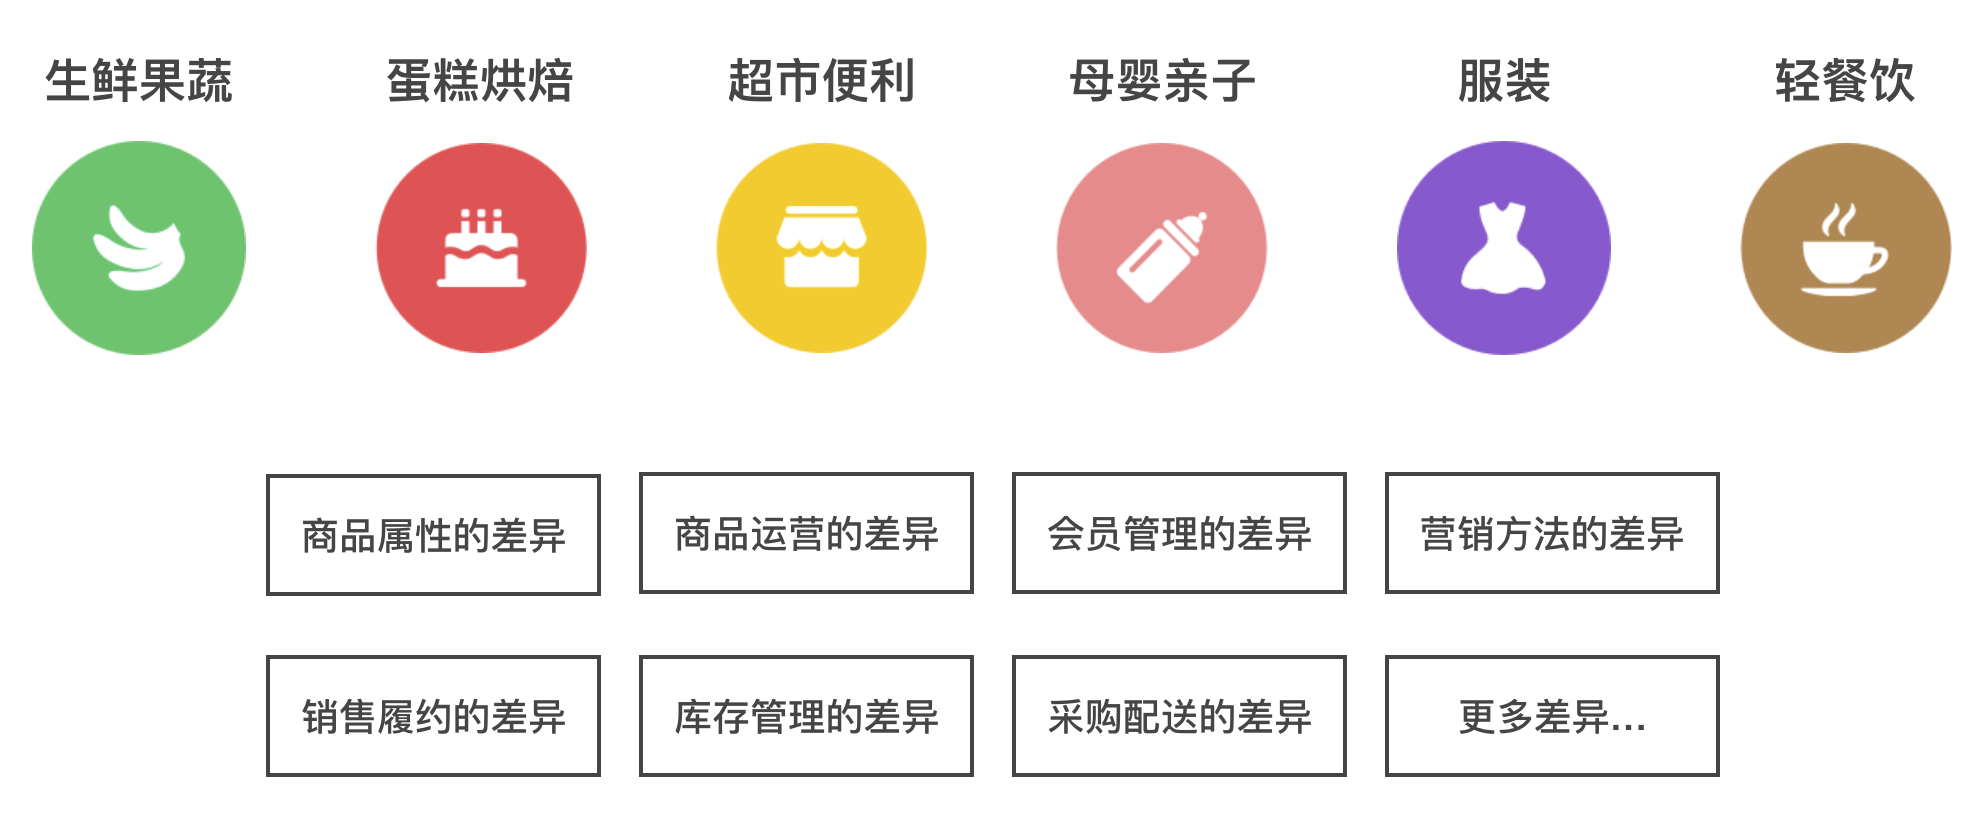 生鲜果蔬
蛋糕烘焙
超市便利
母婴亲子
服装
轻餐饮
商品属性的差异
商品运营的差异
会员管理的差异
营销方法的差异
销售履约的差异
库存管理的差异
采购配送的差异
更多差异...